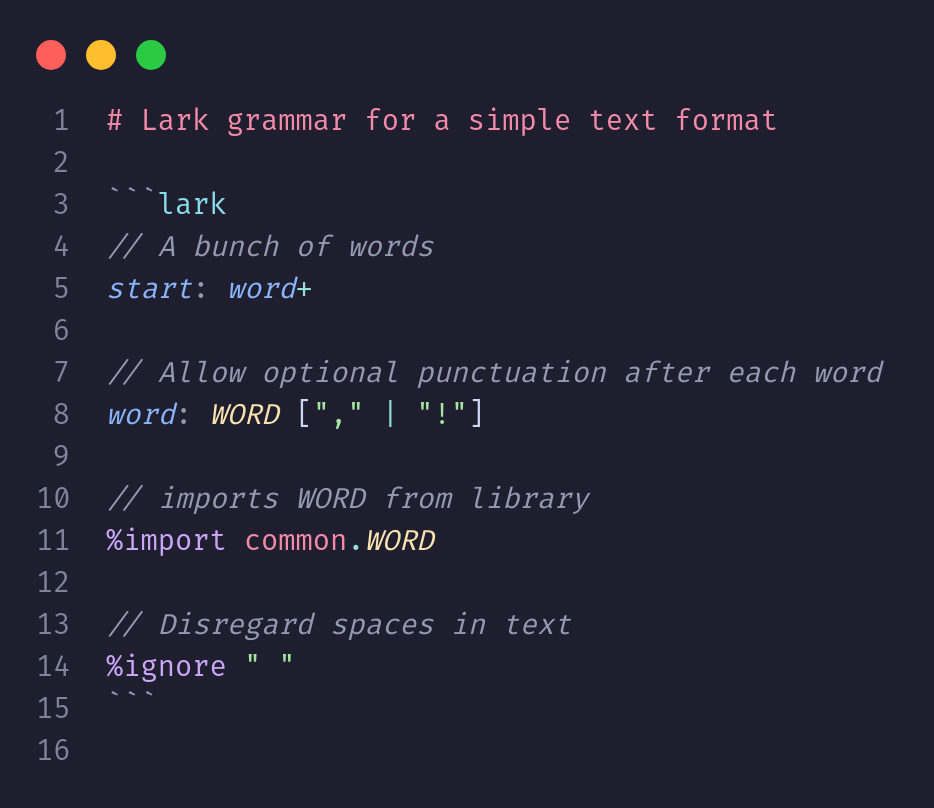 1 # Lark grammar for a simple text format
2
3 ```lark
4 // A bunch of words
5 start: word+
6
7 // Allow optional punctuation after each word
8 word: WORD ["," | "!"]
9
10 // imports WORD from library
11 %import common.WORD
12
13 // Disregard spaces in text
14 %ignore " "
15 ```
16